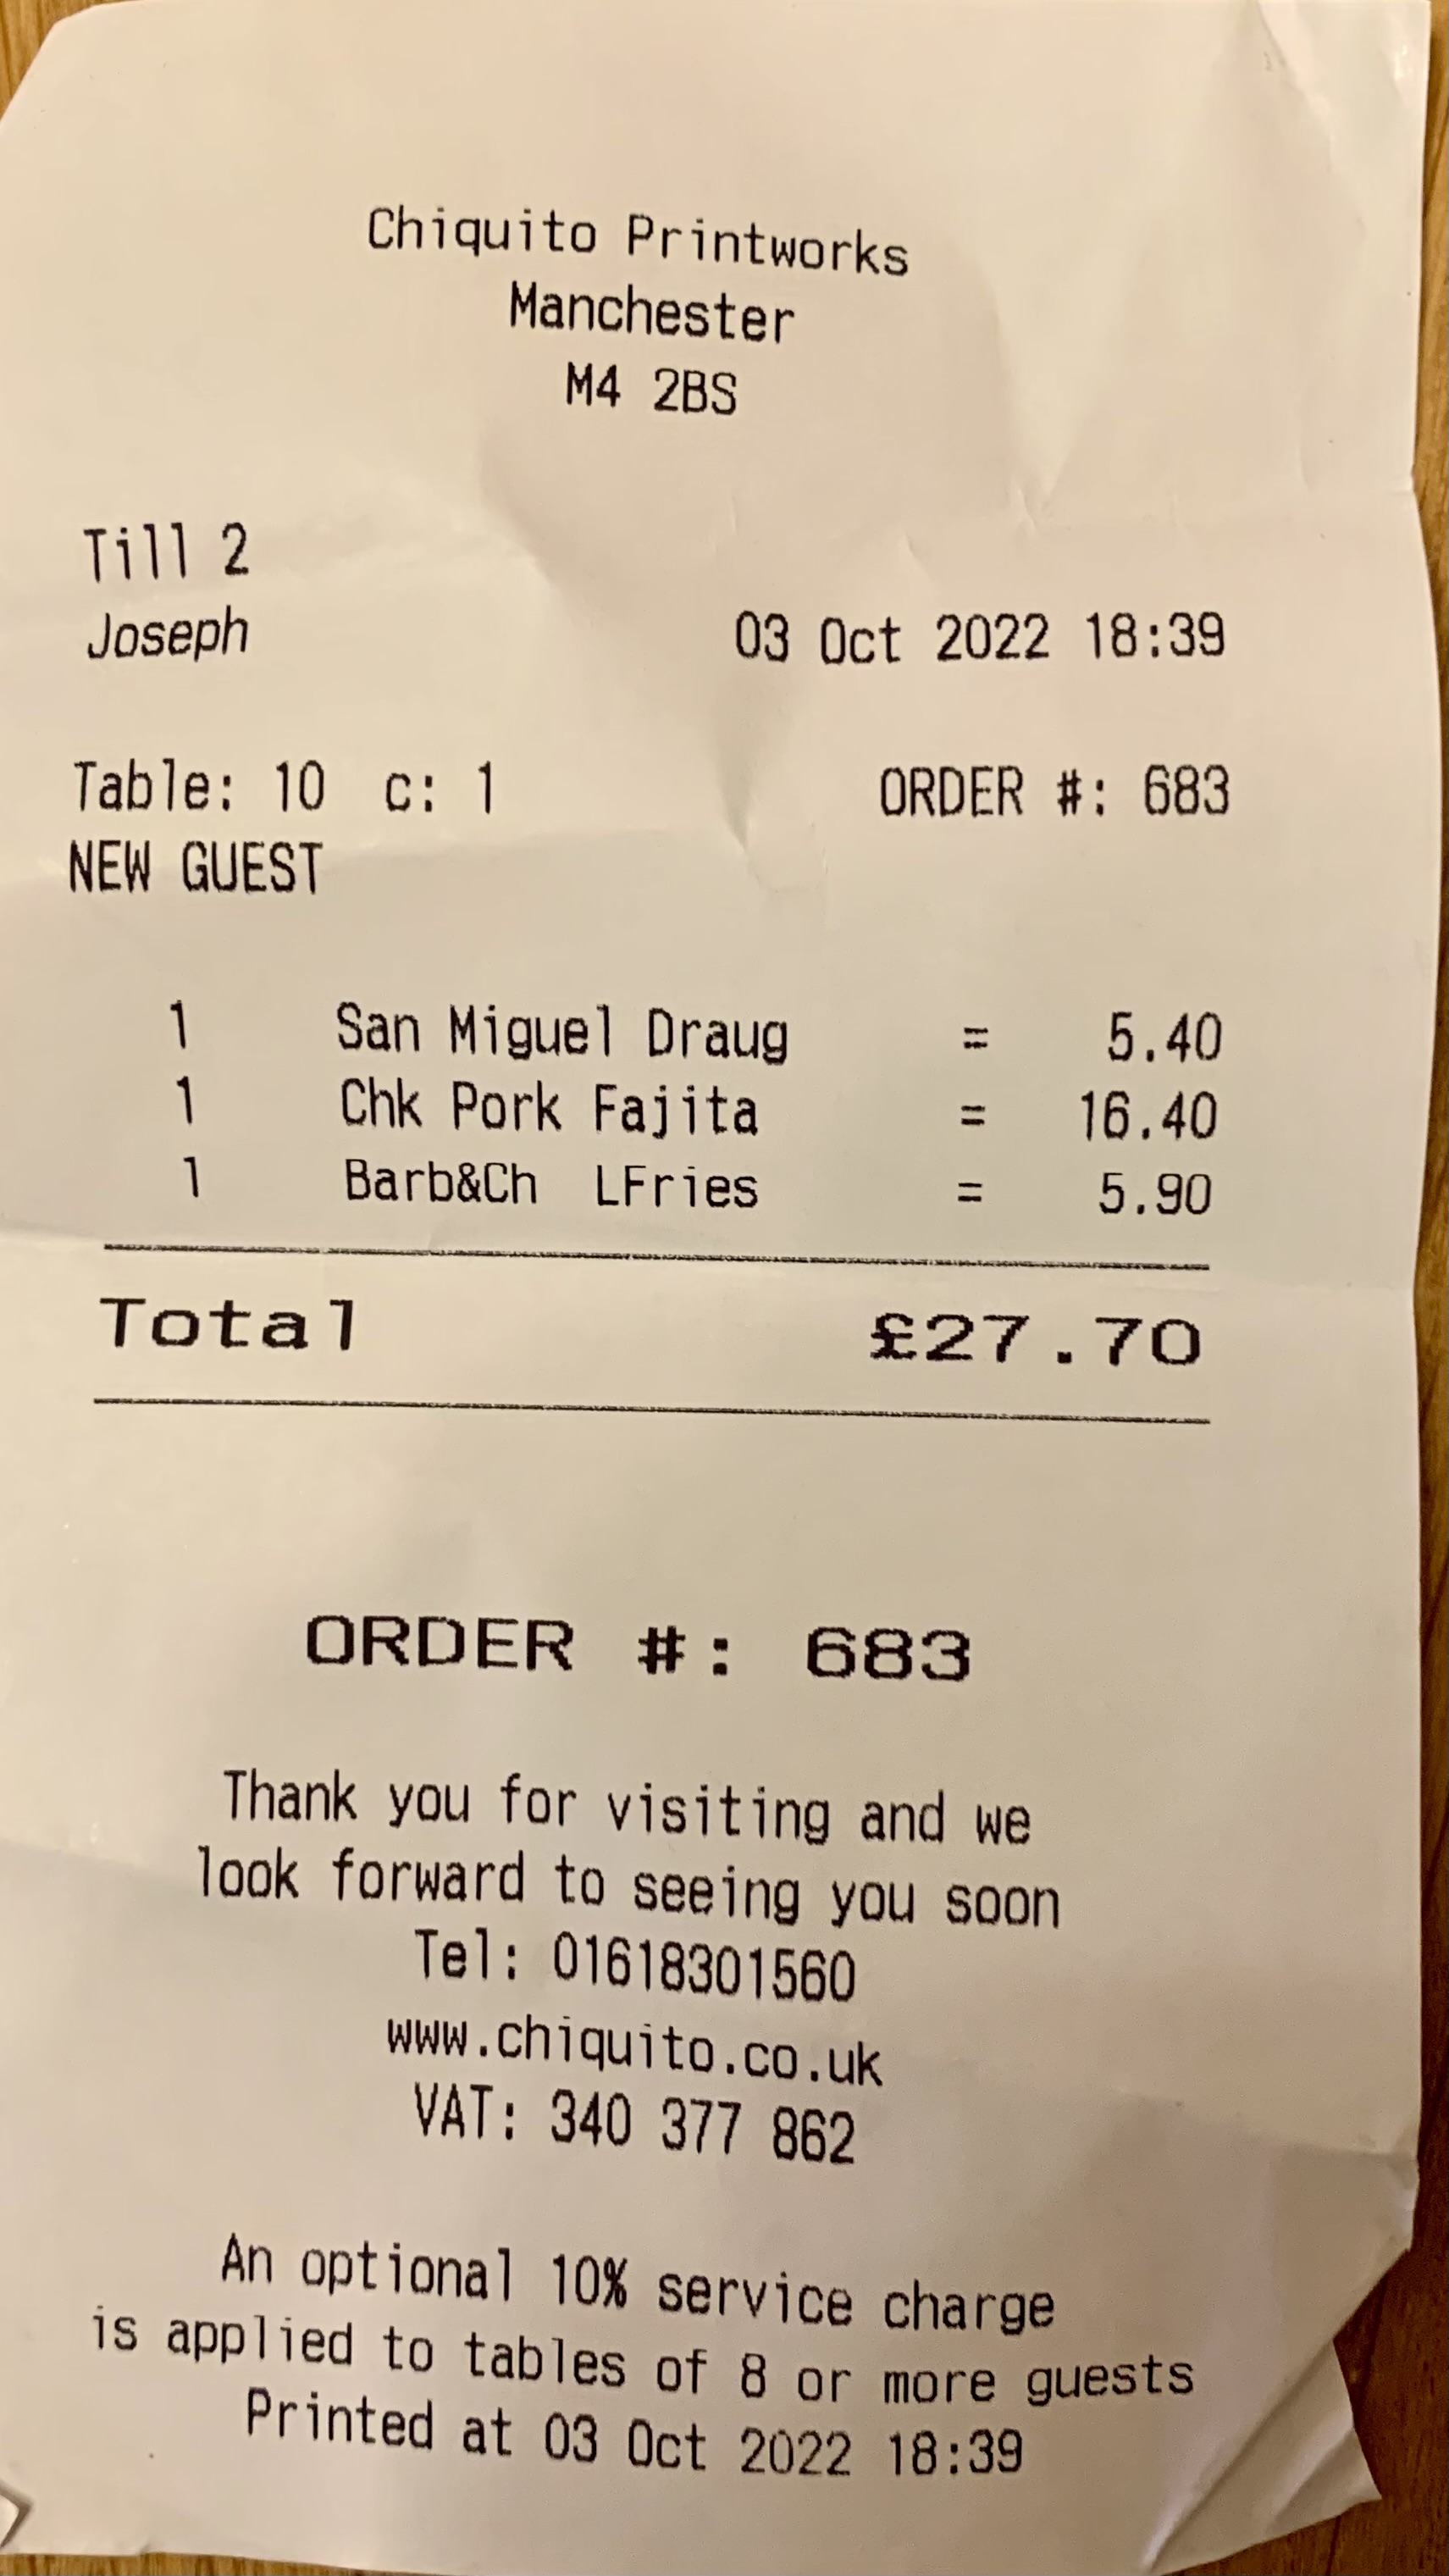 Chiquito Printworks
Manchester
M4 2BS
Till 2
Joseph 03 Oct 2022 18:39
Table: 10 c: 1 ORDER #: 683
NEW GUEST
1 San Miguel Draug = 5.40
1 Chk Pork Fajita = 16.40
1 Barb&Ch LFries = 5.90
Total £27.70
ORDER #: 683
Thank you for visiting and we
look forward to seeing you soon
Tel: 01618301560
www.chiquito.co.uk
VAT: 340 377 862
An optional 10% service charge
is applied to tables of 8 or more guests
Printed at 03 Oct 2022 18:39